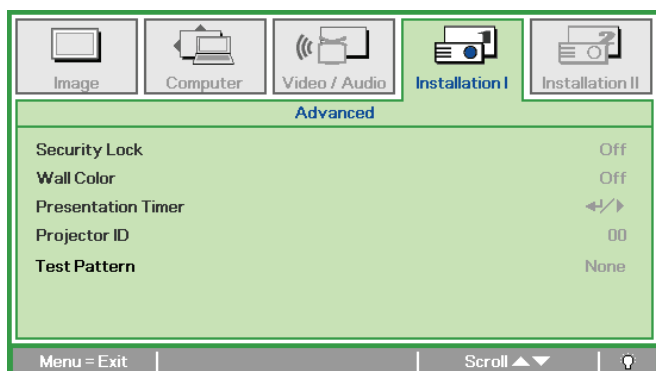 Image Computer Video / Audio Installation I Installation II
Advanced
Security Lock Off
Wall Color Off
Presentation Timer
Projector ID 00
Test Pattern None
Menu = Exit Scroll